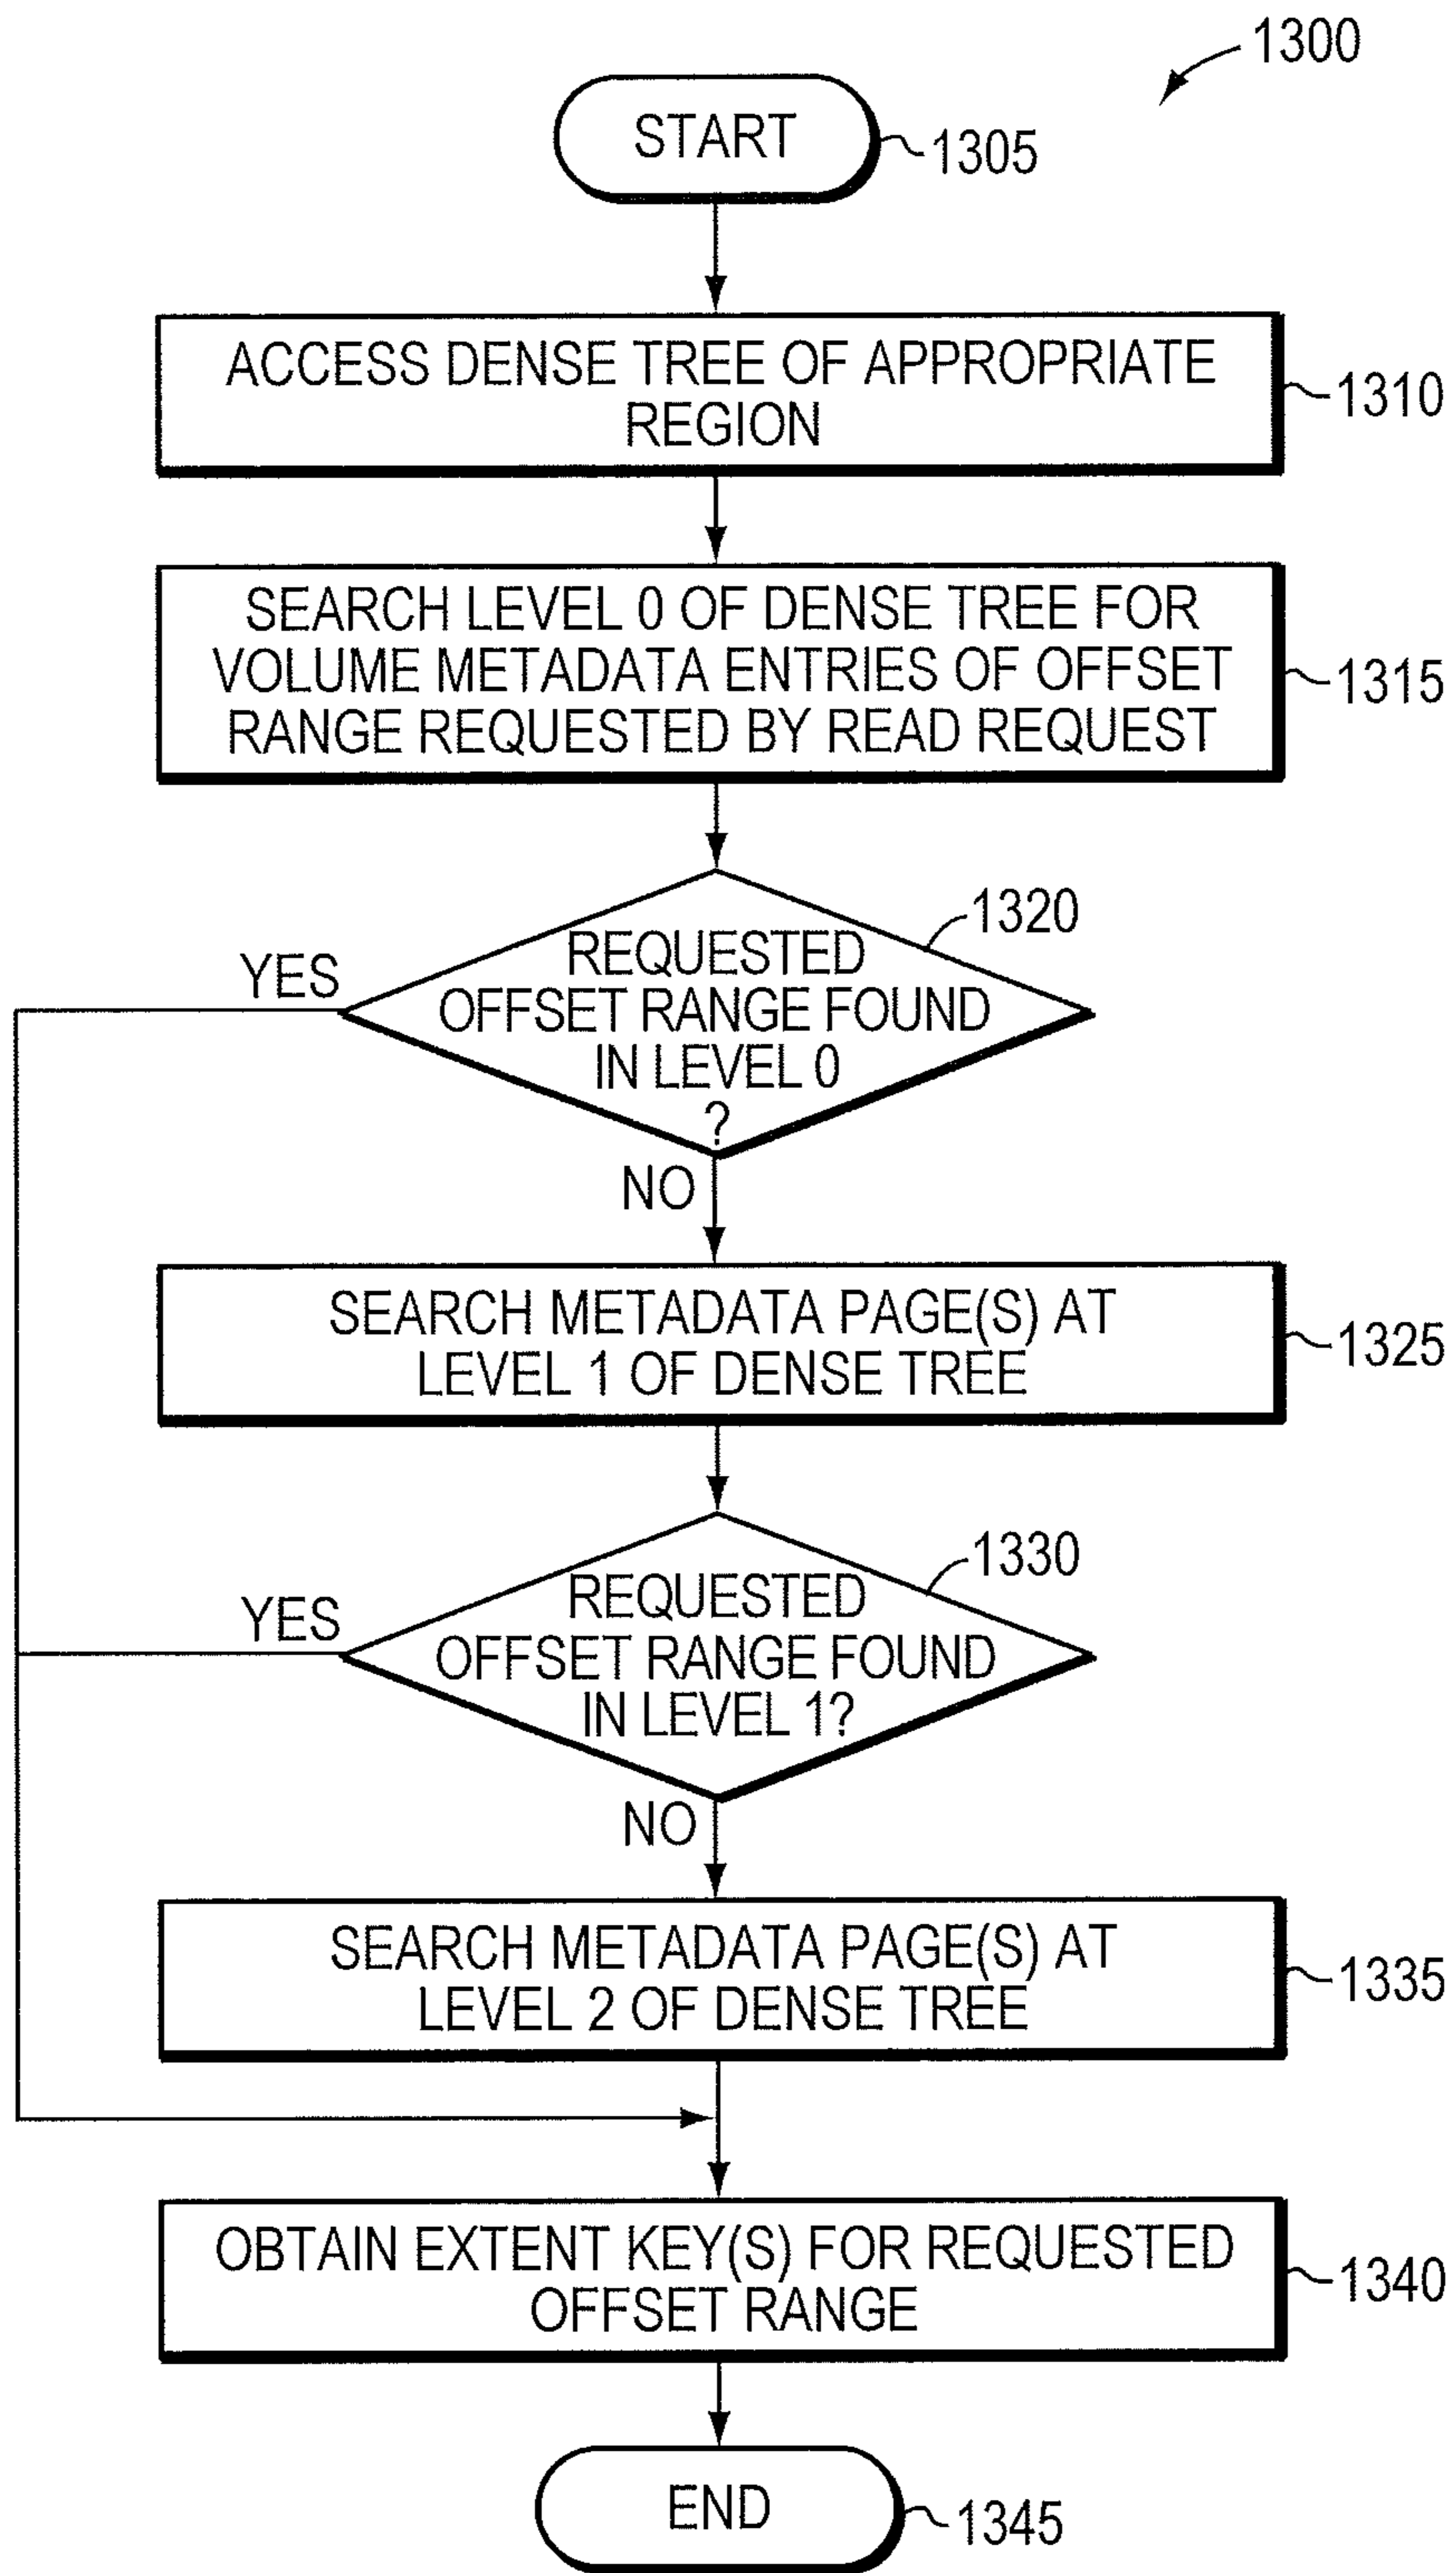 1300
START
1305
ACCESS DENSE TREE OF APPROPRIATE
REGION
1310
SEARCH LEVEL 0 OF DENSE TREE FOR
VOLUME METADATA ENTRIES OF OFFSET
RANGE REQUESTED BY READ REQUEST
1315
1320
REQUESTED
OFFSET RANGE FOUND
IN LEVEL 0
?
YES
NO
SEARCH METADATA PAGE(S) AT
LEVEL 1 OF DENSE TREE
1325
1330
REQUESTED
OFFSET RANGE FOUND
IN LEVEL 1?
YES
NO
SEARCH METADATA PAGE(S) AT
LEVEL 2 OF DENSE TREE
1335
OBTAIN EXTENT KEY(S) FOR REQUESTED
OFFSET RANGE
1340
END
1345